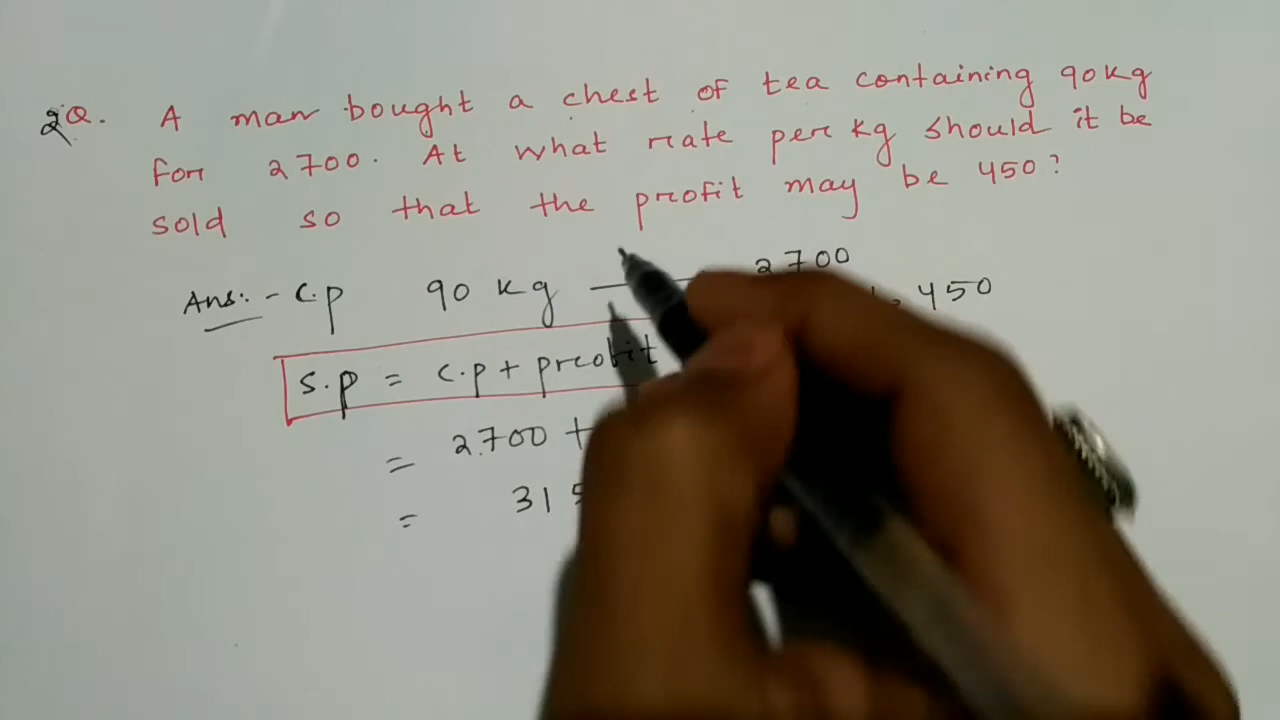 2Q. A man bought a chest of tea containing 90kg
for 2700. At what rate per kg should it be
sold so that the profit may be 450?
Ans:- C.p 90 kg — 2700
450
S.p = C.p + profit
= 2700 +
= 315